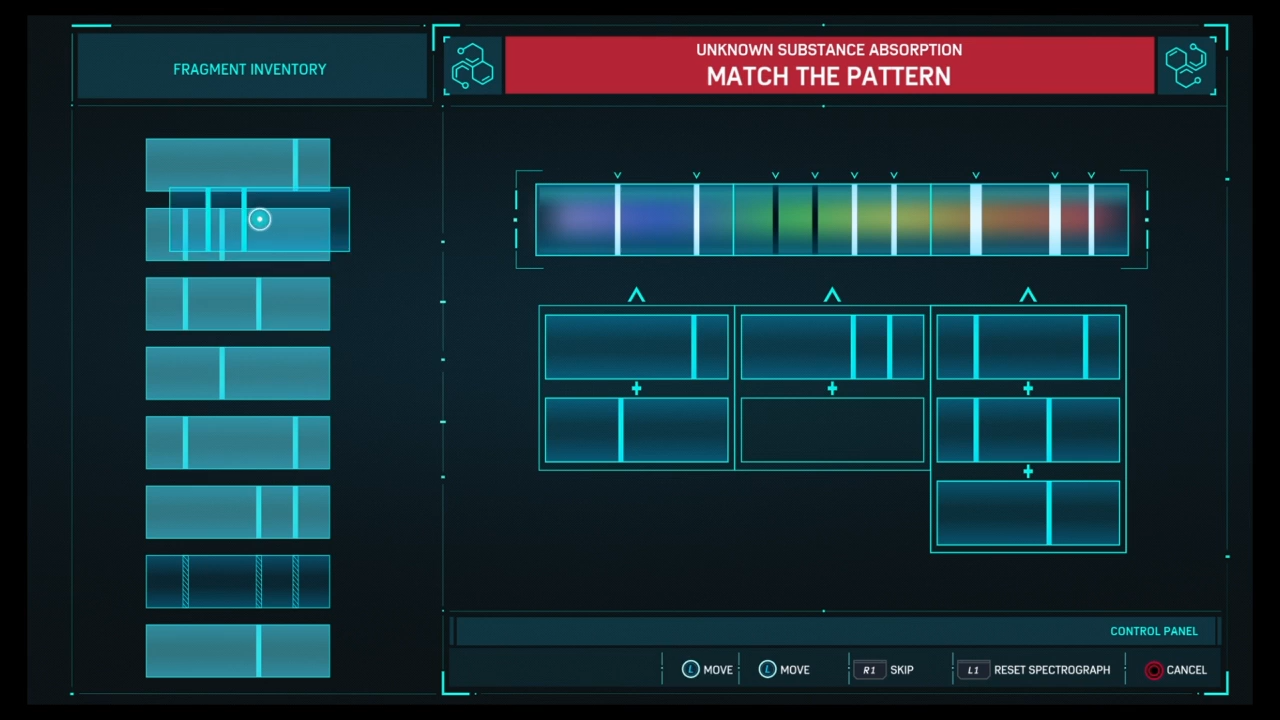 FRAGMENT INVENTORY
UNKNOWN SUBSTANCE ABSORPTION
MATCH THE PATTERN
CONTROL PANEL
L MOVE L MOVE R1 SKIP L1 RESET SPECTROGRAPH CANCEL